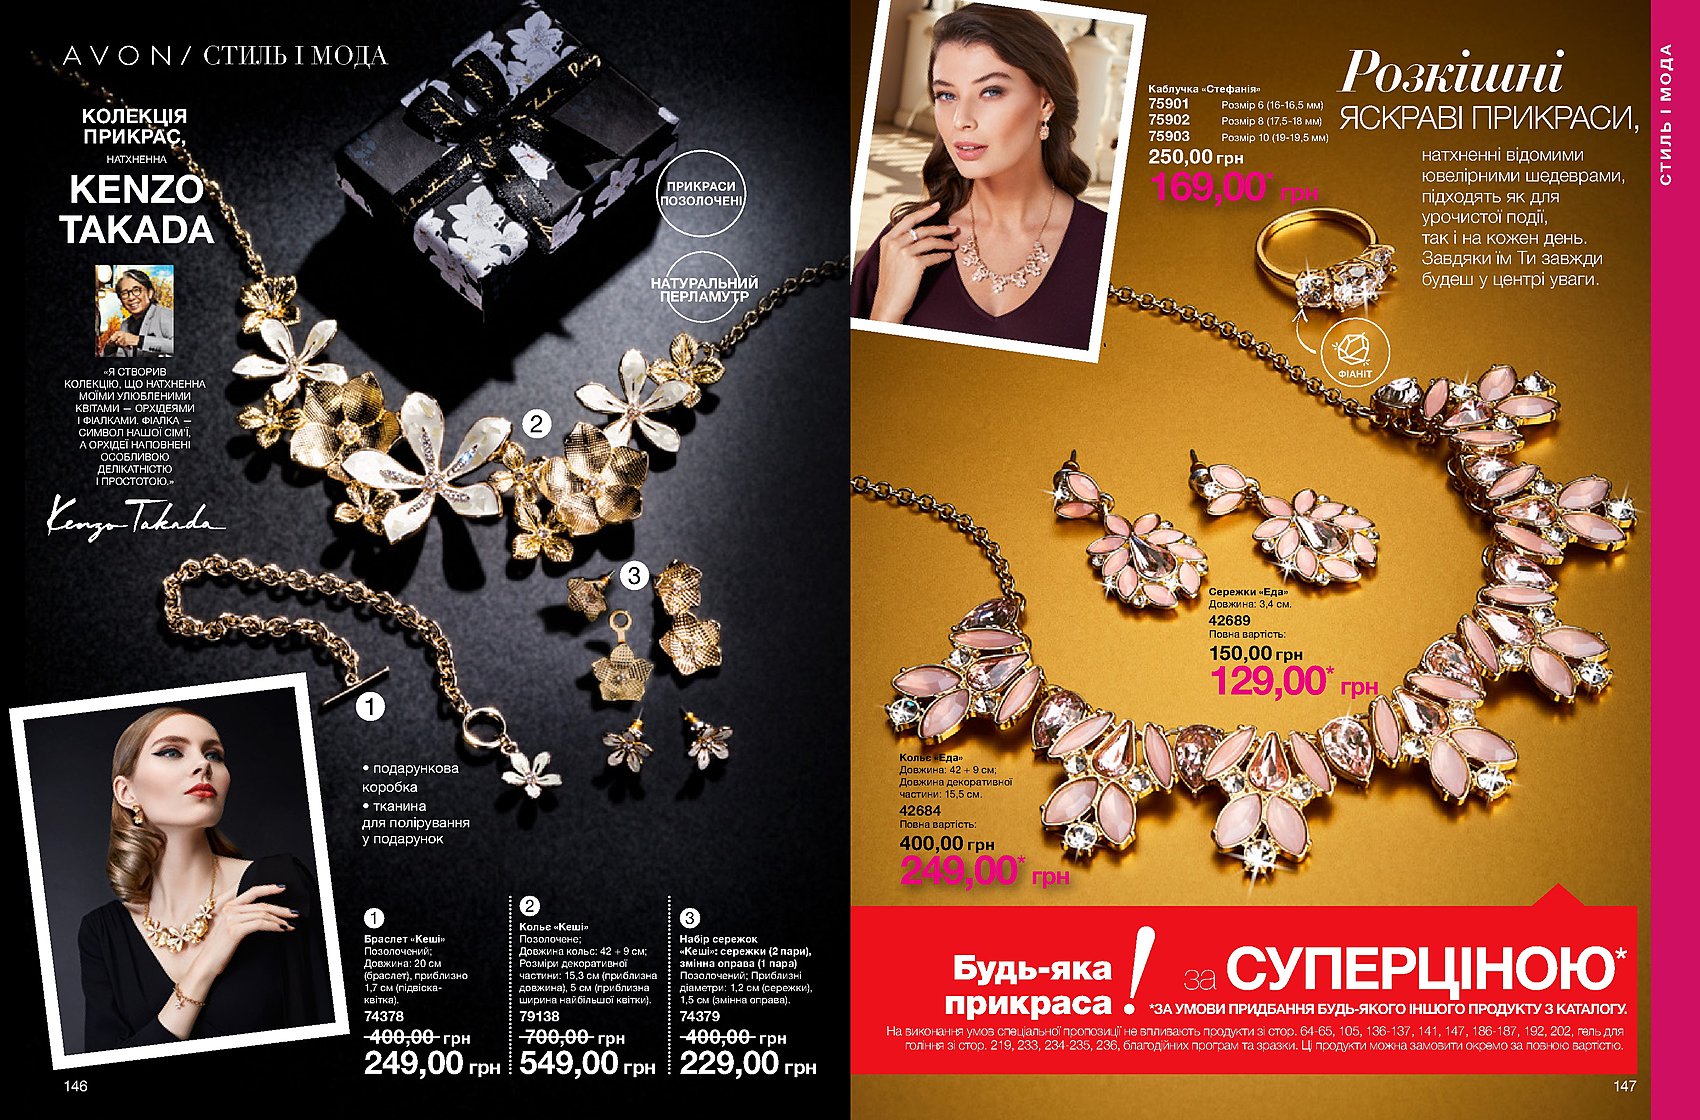 AVON/ СТИЛЬ І МОДА
КОЛЕКЦІЯ
ПРИКРАС,
НАТХНЕННА
KENZO
TAKADA
«Я СТВОРИВ
КОЛЕКЦІЮ, ЩО НАТХНЕННА
МОЇМИ УЛЮБЛЕНИМИ
КВІТАМИ — ОРХІДЕЯМИ
І ФІАЛКАМИ. ФІАЛКА —
СИМВОЛ НАШОЇ СІМ'Ї,
А ОРХІДЕЇ НАПОВНЕНІ
ОСОБЛИВОЮ
ДЕЛІКАТНІСТЮ
І ПРОСТОТОЮ.»
Kenzo Takada
ПРИКРАСИ
ПОЗОЛОЧЕНІ
НАТУРАЛЬНИЙ
ПЕРЛАМУТР
2
3
1
• подарункова
коробка
• тканина
для полірування
у подарунок
1
Браслет «Кеші»
Позолочений;
Довжина: 20 см
(браслет), приблизно
1,7 см (підвіска-
квітка).
74378
400,00 грн
249,00 грн
2
Кольє «Кеші»
Позолочене;
Довжина кольє: 42 + 9 см;
Розміри декоративної
частини: 15,3 см (приблизна
довжина), 5 см (приблизна
ширина найбільшої квітки).
79138
700,00 грн
549,00 грн
3
Набір сережок
«Кеші»: сережки (2 пари),
змінна оправа (1 пара)
Позолочений; Приблизні
діаметри: 1,2 см (сережки),
1,5 см (змінна оправа).
74379
400,00 грн
229,00 грн
146
Каблучка «Стефанія»
75901 Розмір 6 (16-16,5 мм)
75902 Розмір 8 (17,5-18 мм)
75903 Розмір 10 (19-19,5 мм)
250,00 грн
169,00* грн
Розкішні
ЯСКРАВІ ПРИКРАСИ,
натхненні відомими
ювелірними шедеврами,
підходять як для
урочистої події,
так і на кожен день.
Завдяки їм Ти завжди
будеш у центрі уваги.
СТИЛЬ І МОДА
ФІАНІТ
Сережки «Еда»
Довжина: 3,4 см.
42689
Повна вартість:
150,00 грн
129,00* грн
Кольє «Еда»
Довжина: 42 + 9 см;
Довжина декоративної
частини: 15,5 см.
42684
Повна вартість:
400,00 грн
249,00* грн
Будь-яка
прикраса ! за СУПЕРЦІНОЮ*
*ЗА УМОВИ ПРИДБАННЯ БУДЬ-ЯКОГО ІНШОГО ПРОДУКТУ З КАТАЛОГУ.
На виконання умов спеціальної пропозиції не впливають продукти зі стор. 64-65, 105, 136-137, 141, 147, 186-187, 192, 202, гель для
гоління зі стор. 219, 233, 234-235, 236, благодійних програм та зразки. Ці продукти можна замовити окремо за повною вартістю.
147